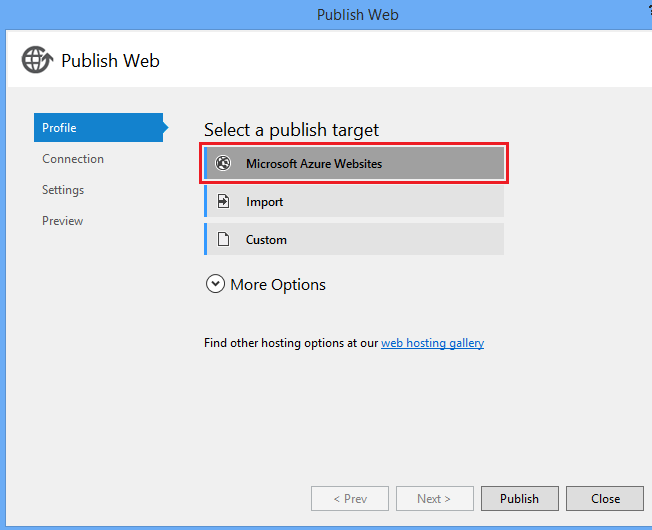 Publish Web
?
Publish Web
Profile
Connection
Settings
Preview
Select a publish target
Microsoft Azure Websites
Import
Custom
More Options
Find other hosting options at our web hosting gallery
< Prev
Next >
Publish
Close